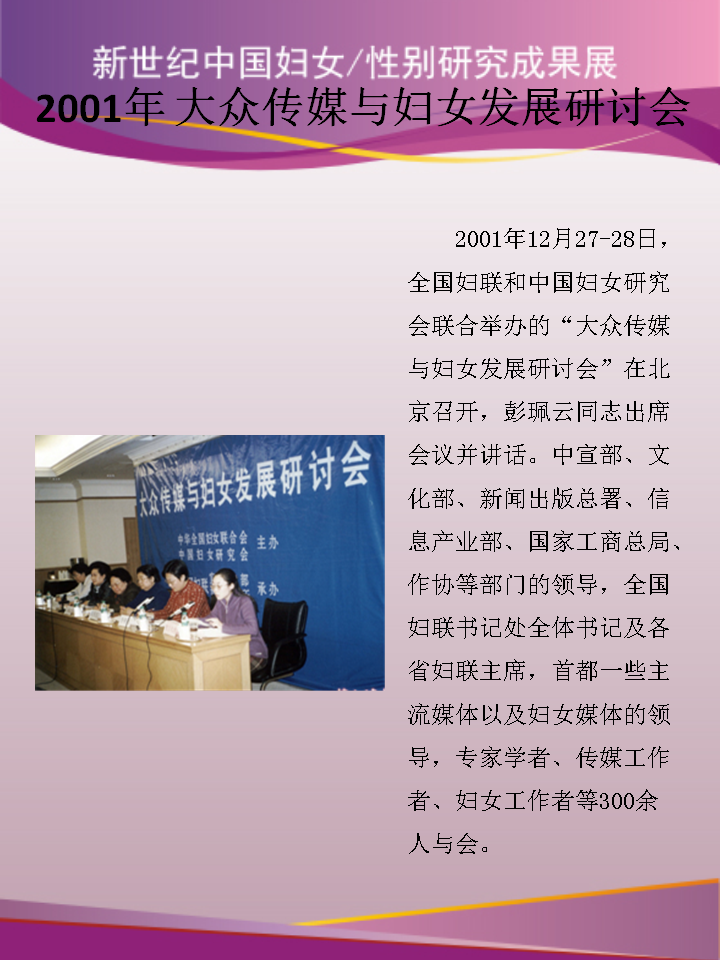 新世纪中国妇女/性别研究成果展
2001年 大众传媒与妇女发展研讨会
2001年12月27-28日，
全国妇联和中国妇女研究
会联合举办的“大众传媒
与妇女发展研讨会”在北
京召开，彭珮云同志出席
会议并讲话。中宣部、文
化部、新闻出版总署、信
息产业部、国家工商总局、
作协等部门的领导，全国
妇联书记处全体书记及各
省妇联主席，首都一些主
流媒体以及妇女媒体的领
导，专家学者、传媒工作
者、妇女工作者等300余
人与会。
大众传媒与妇女发展研讨会
中华全国妇女联合会 主办
中国妇女研究会
承办